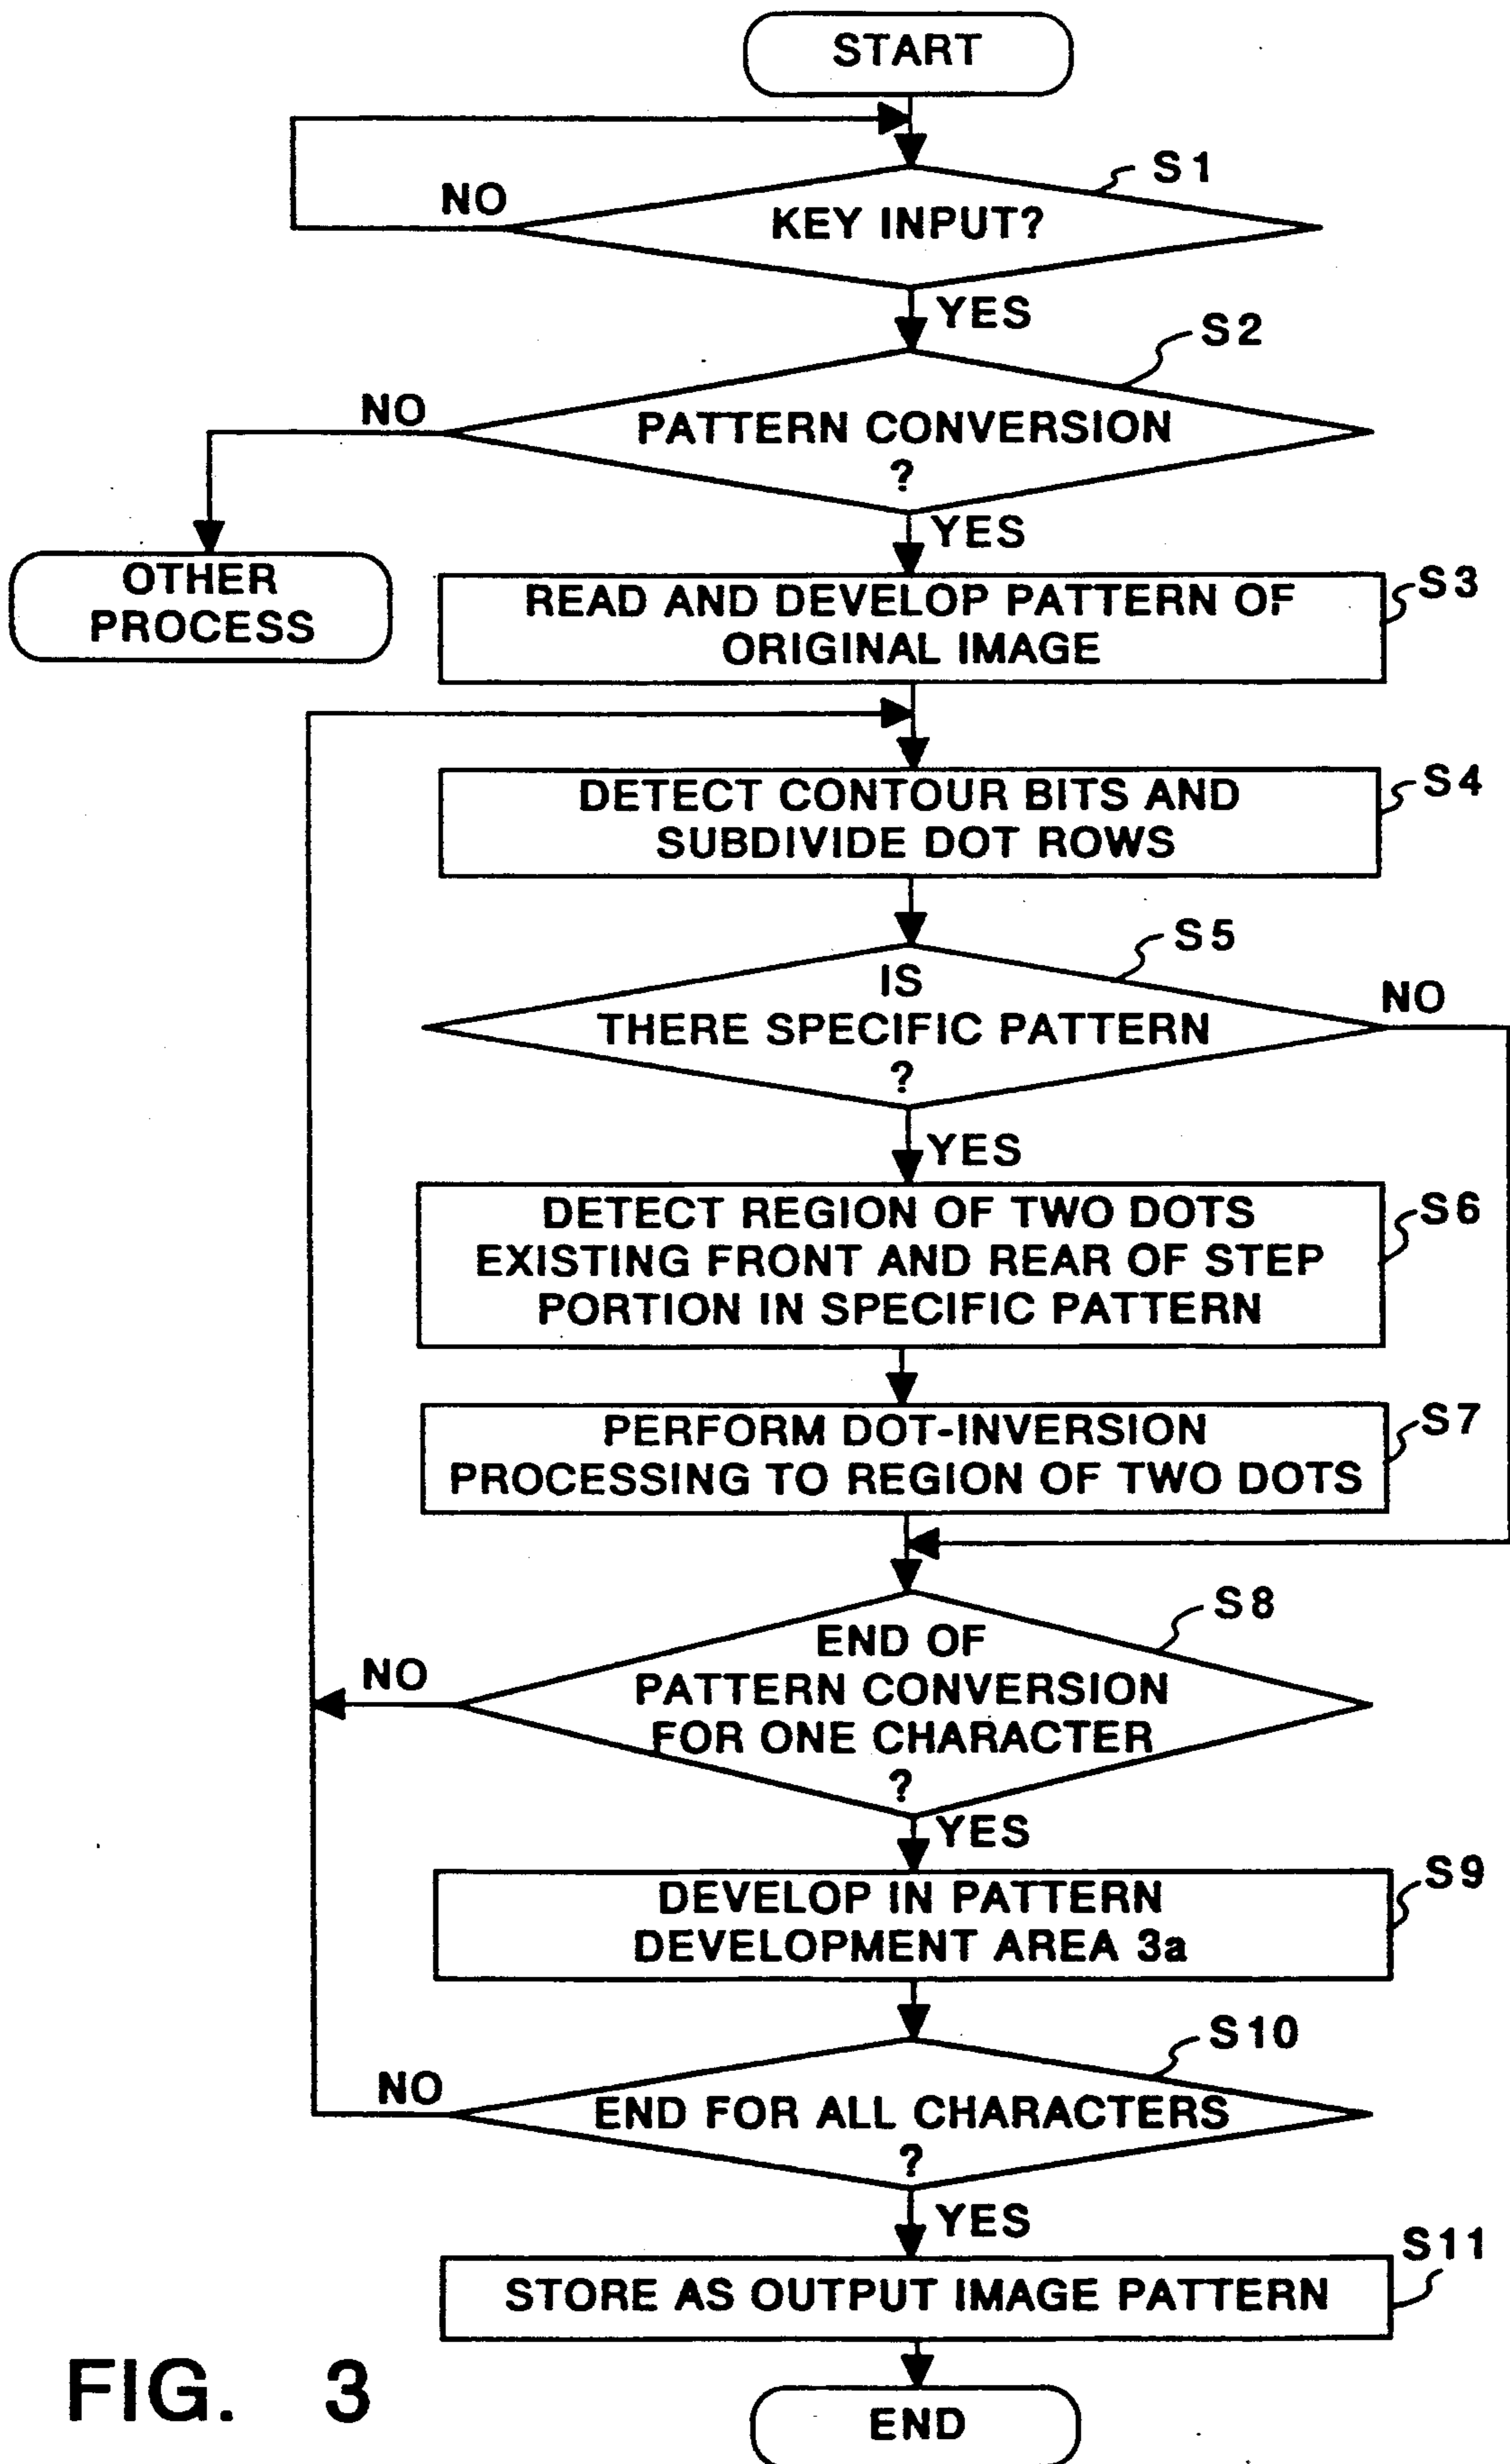 START
S1
NO
KEY INPUT?
YES
S2
NO
PATTERN CONVERSION
?
YES
OTHER
PROCESS
S3
READ AND DEVELOP PATTERN OF
ORIGINAL IMAGE
S4
DETECT CONTOUR BITS AND
SUBDIVIDE DOT ROWS
S5
IS
THERE SPECIFIC PATTERN
?
NO
YES
S6
DETECT REGION OF TWO DOTS
EXISTING FRONT AND REAR OF STEP
PORTION IN SPECIFIC PATTERN
S7
PERFORM DOT-INVERSION
PROCESSING TO REGION OF TWO DOTS
S8
END OF
PATTERN CONVERSION
FOR ONE CHARACTER
?
NO
YES
S9
DEVELOP IN PATTERN
DEVELOPMENT AREA 3a
S10
NO
END FOR ALL CHARACTERS
?
YES
S11
STORE AS OUTPUT IMAGE PATTERN
END
FIG. 3